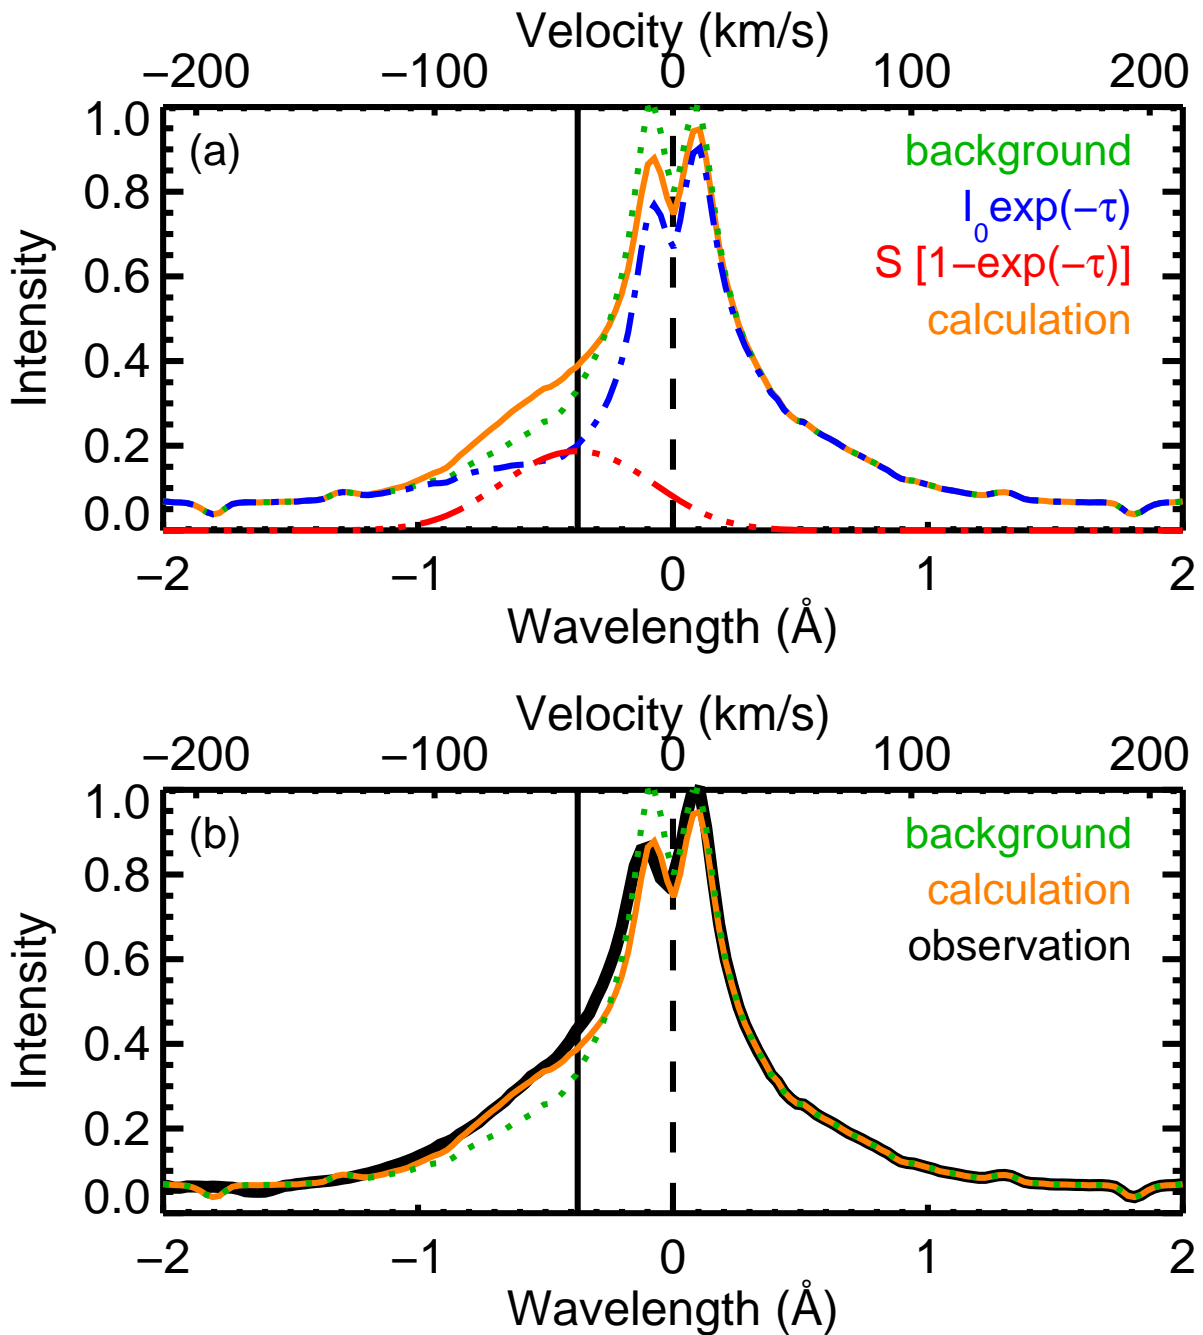 Velocity (km/s)
−200 −100 0 100 200
1.0
0.8
0.6
0.4
0.2
0.0
Intensity
(a)
background
I0exp(−τ)
S [1−exp(−τ)]
calculation
−2 −1 0 1 2
Wavelength (Å)
Velocity (km/s)
−200 −100 0 100 200
1.0
0.8
0.6
0.4
0.2
0.0
Intensity
(b)
background
calculation
observation
−2 −1 0 1 2
Wavelength (Å)